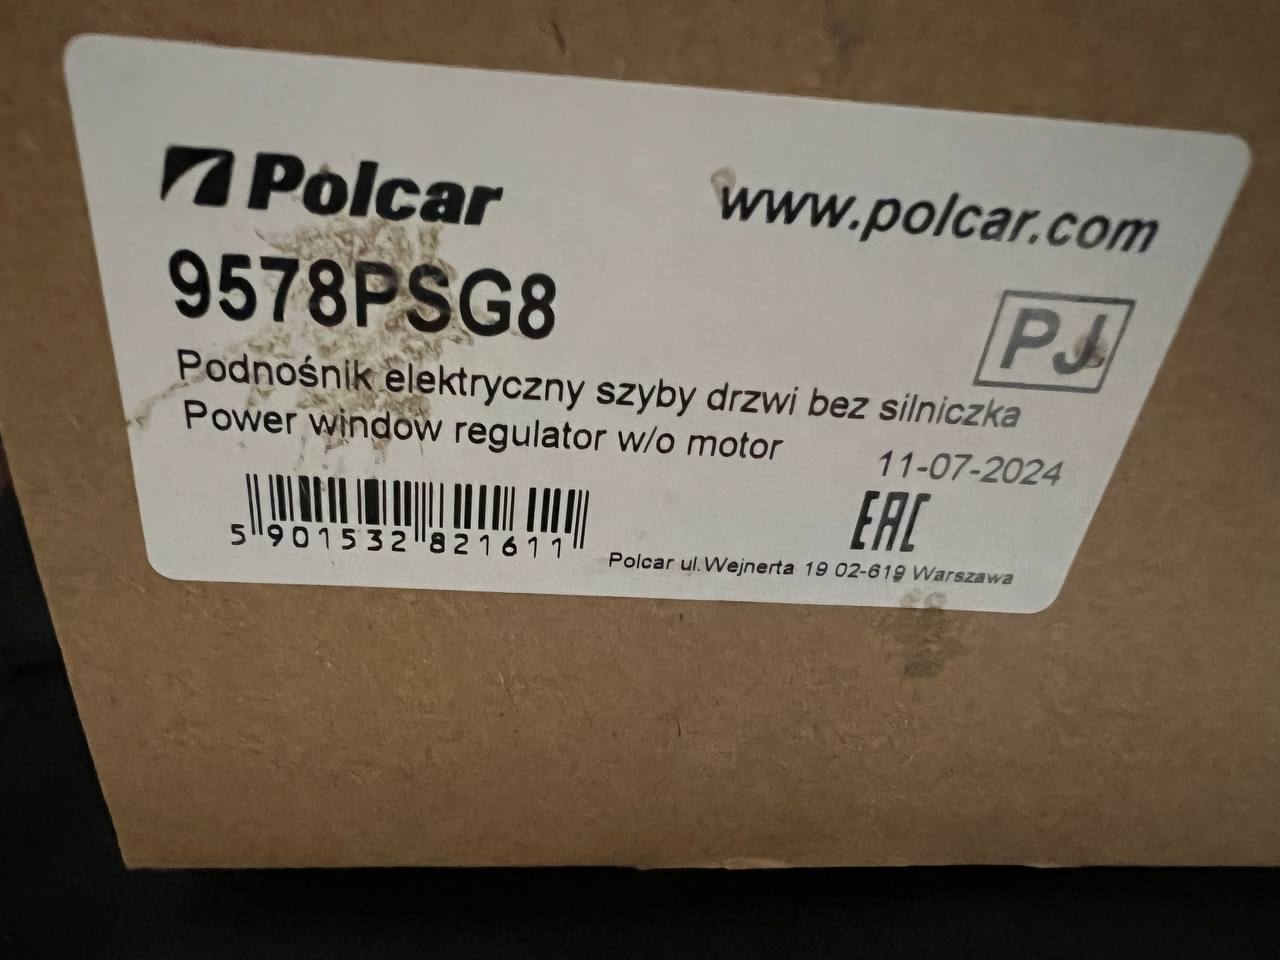 Polcar
www.polcar.com
9578PSG8
PJ
Podnośnik elektryczny szyby drzwi bez silniczka
Power window regulator w/o motor
11-07-2024
EAC
5 901532 821611
Polcar ul.Wejnerta 19 02-619 Warszawa